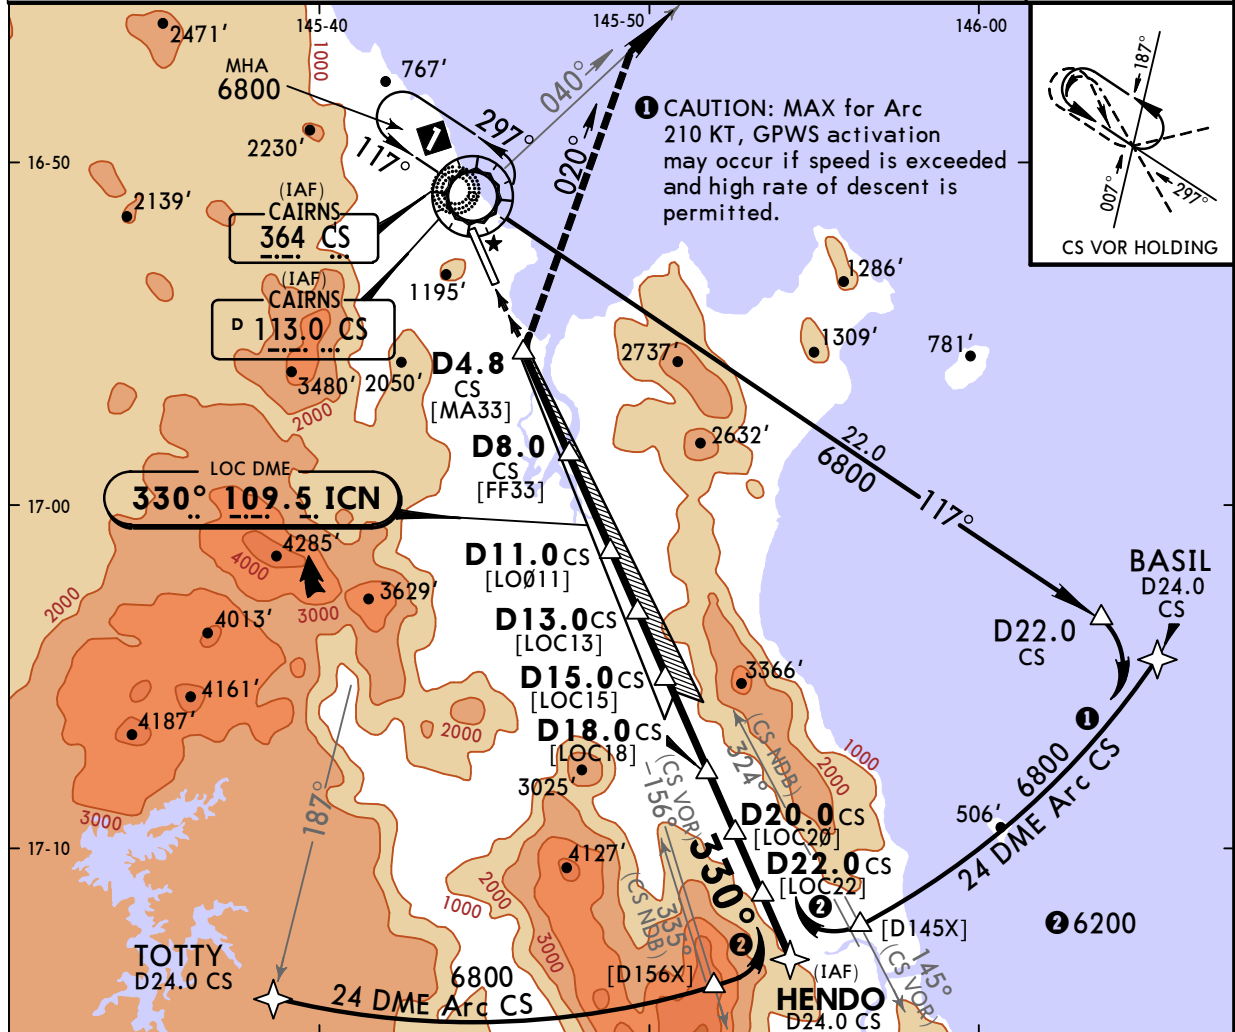 145-40
145-50
146-00
2471′
1000
MHA
6800
767′
2230′
297°
117°
040°
020°
❶ CAUTION: MAX for Arc
210 KT, GPWS activation
may occur if speed is exceeded
and high rate of descent is
permitted.
187°
007°
297°
CS VOR HOLDING
16-50
2139′
(IAF)
CAIRNS
364 CS
(IAF)
CAIRNS
D 113.0 CS
1195′
1286′
1309′
781′
2737′
3480′
2050′
2000
D4.8
CS
[MA33]
2632′
D8.0
CS
[FF33]
22.0
6800
117°
LOC DME
330° 109.5 ICN
17-00
4285′
4000
3000
3629′
2000
4013′
D11.0 CS
[LOØ11]
D13.0 CS
[LOC13]
D15.0 CS
[LOC15]
D18.0 CS
[LOC18]
BASIL
D24.0
CS
D22.0
CS
3366′
4161′
4187′
2000
3025′
3000
187°
(CS NDB)
324°
1000
2000
(CS VOR)
156°
❶
6800
24 DME Arc CS
506′
D20.0 CS
[LOC2Ø]
D22.0 CS
[LOC22]
17-10
4127′
2000
1000
3000
330°
(CS NDB)
335°
❷
❷
[D145X]
❷ 6200
145°
(CS VOR)
TOTTY
D24.0 CS
6800
24 DME Arc CS
[D156X]
(IAF)
HENDO
D24.0 CS